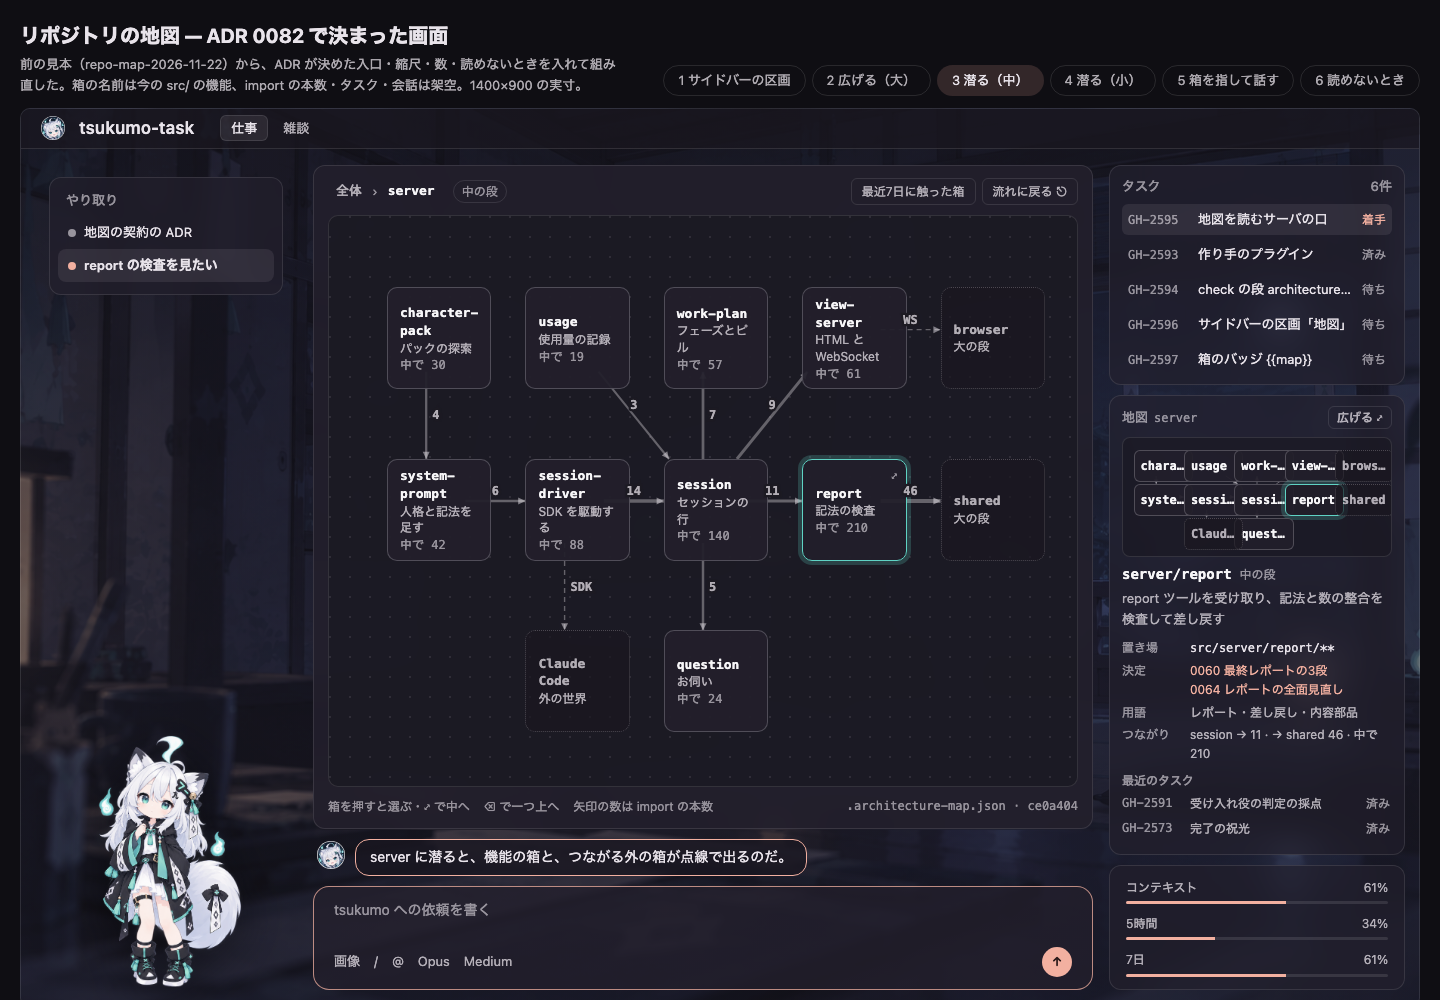 リポジトリの地図 — ADR 0082 で決まった画面
前の見本（repo-map-2026-11-22）から、ADR が決めた入口・縮尺・数・読めないときを入れて組み
直した。箱の名前は今の src/ の機能、import の本数・タスク・会話は架空。1400×900 の実寸。
1 サイドバーの区画
2 広げる（大）
3 潜る（中）
4 潜る（小）
5 箱を指して話す
6 読めないとき
tsukumo-task
仕事
雑談
やり取り
地図の契約の ADR
report の検査を見たい
全体 › server
中の段
最近7日に触った箱
流れに戻る
character-
pack
パックの探索
中で 30
usage
使用量の記録
中で 19
work-plan
フェーズとビ
ル
中で 57
view-
server
HTML と
WebSocket
中で 61
WS
browser
大の段
4
3
7
9
system-
prompt
人格と記法を
足す
中で 42
6
session-
driver
SDK を駆動す
る
中で 88
14
session
セッションの
行
中で 140
11
report
記法の検査
中で 210
46
shared
大の段
SDK
5
Claude
Code
外の世界
question
お伺い
中で 24
箱を押すと選ぶ・⤢ で中へ ⌫ で一つ上へ 矢印の数は import の本数
.architecture-map.json · ce0a404
server に潜ると、機能の箱と、つながる外の箱が点線で出るのだ。
tsukumo への依頼を書く
画像 / @ Opus Medium
タスク
6件
GH-2595 地図を読むサーバの口 着手
GH-2593 作り手のプラグイン 済み
GH-2594 check の段 architecture… 待ち
GH-2596 サイドバーの区画「地図」 待ち
GH-2597 箱のバッジ {{map}} 待ち
地図 server
広げる ⤢
chara… usage work-… view-… brows…
syste… sessi… sessi… report shared
Claud… quest…
server/report 中の段
report ツールを受け取り、記法と数の整合を
検査して差し戻す
置き場 src/server/report/**
決定 0060 最終レポートの3段
0064 レポートの全面見直し
用語 レポート・差し戻し・内容部品
つながり session → 11 · → shared 46 · 中で
210
最近のタスク
GH-2591 受け入れ役の判定の採点 済み
GH-2573 完了の祝光 済み
コンテキスト 61%
5時間 34%
7日 61%